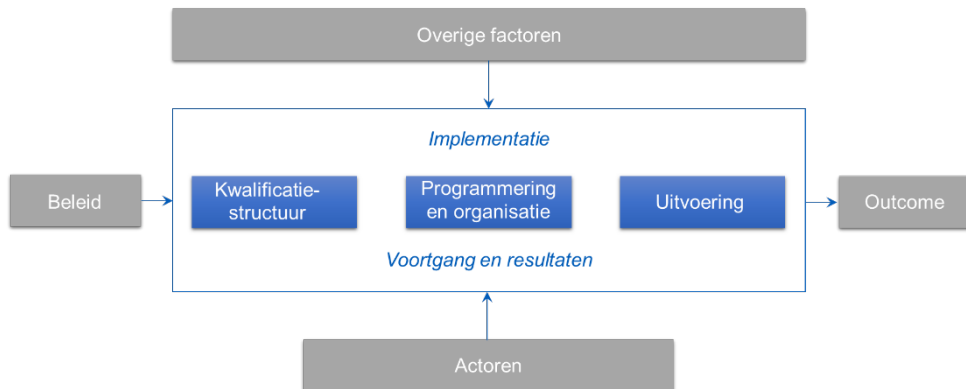 Overige factoren
Implementatie
Beleid
Kwalificatie-
structuur
Programmering
en organisatie
Uitvoering
Outcome
Voortgang en resultaten
Actoren